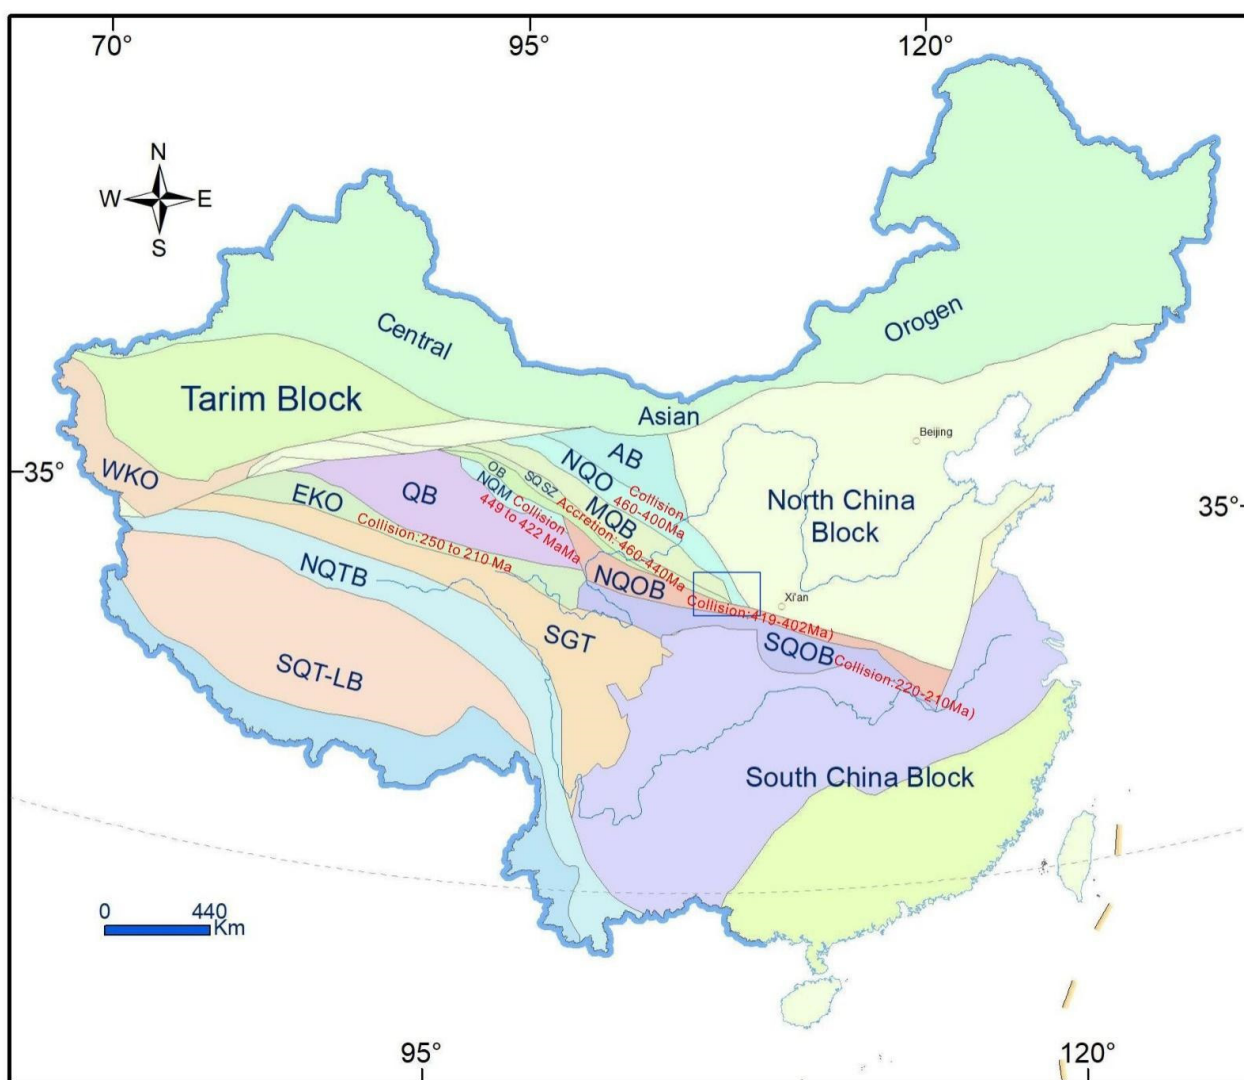 70°
95°
120°
N
W
E
S
Central
Orogen
Tarim Block
Asian
Beijing
AB
NQO
WKO
35°
OB
SQ SZ
NQM
QB
EKO
Collision
460-400Ma
North China
Block
35°
MQB
Collision
449 to 422 MaMa
Accretion: 460-440Ma
Collision:250 to 210 Ma
NQTB
NQOB
Xi'an
Collision:419-402Ma)
SGT
SQOB
Collision:220-210Ma)
SQT-LB
South China Block
0
440
Km
95°
120°